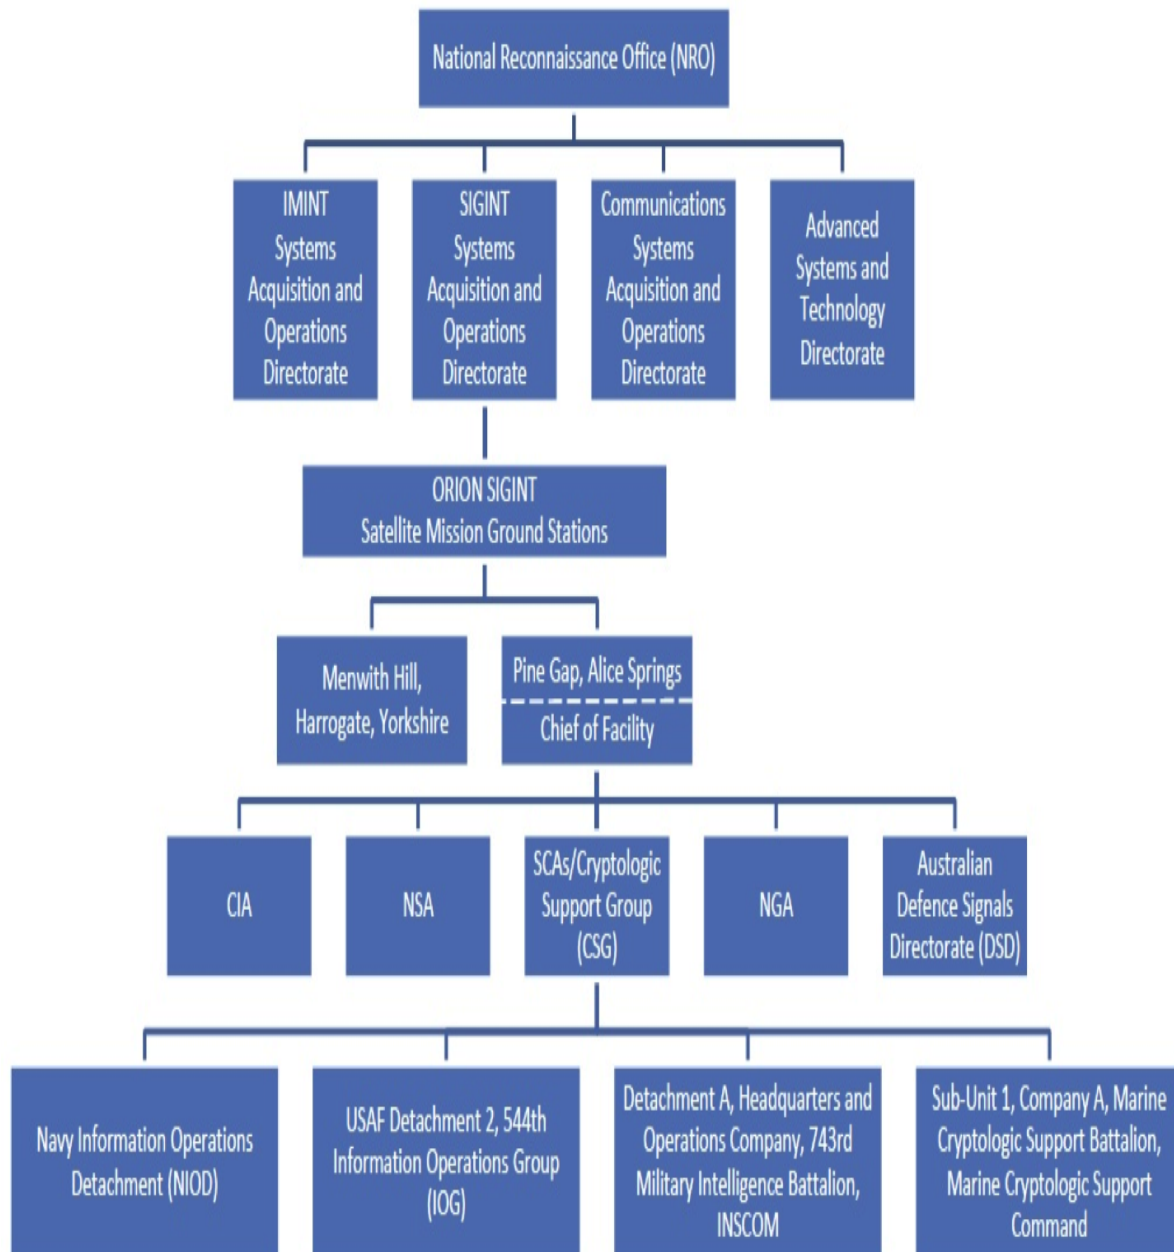 National Reconnaissance Office (NRO)
IMINT
Systems
Acquisition and
Operations
Directorate
SIGINT
Systems
Acquisition and
Operations
Directorate
Communications
Systems
Acquisition and
Operations
Directorate
Advanced
Systems and
Technology
Directorate
ORION SIGINT
Satellite Mission Ground Stations
Menwith Hill,
Harrogate, Yorkshire
Pine Gap, Alice Springs
Chief of Facility
CIA
NSA
SCAs/Cryptologic
Support Group
(CSG)
NGA
Australian
Defence Signals
Directorate (DSD)
Navy Information Operations
Detachment (NIOD)
USAF Detachment 2, 544th
Information Operations Group
(IOG)
Detachment A, Headquarters and
Operations Company, 743rd
Military Intelligence Battalion,
INSCOM
Sub-Unit 1, Company A, Marine
Cryptologic Support Battalion,
Marine Cryptologic Support
Command